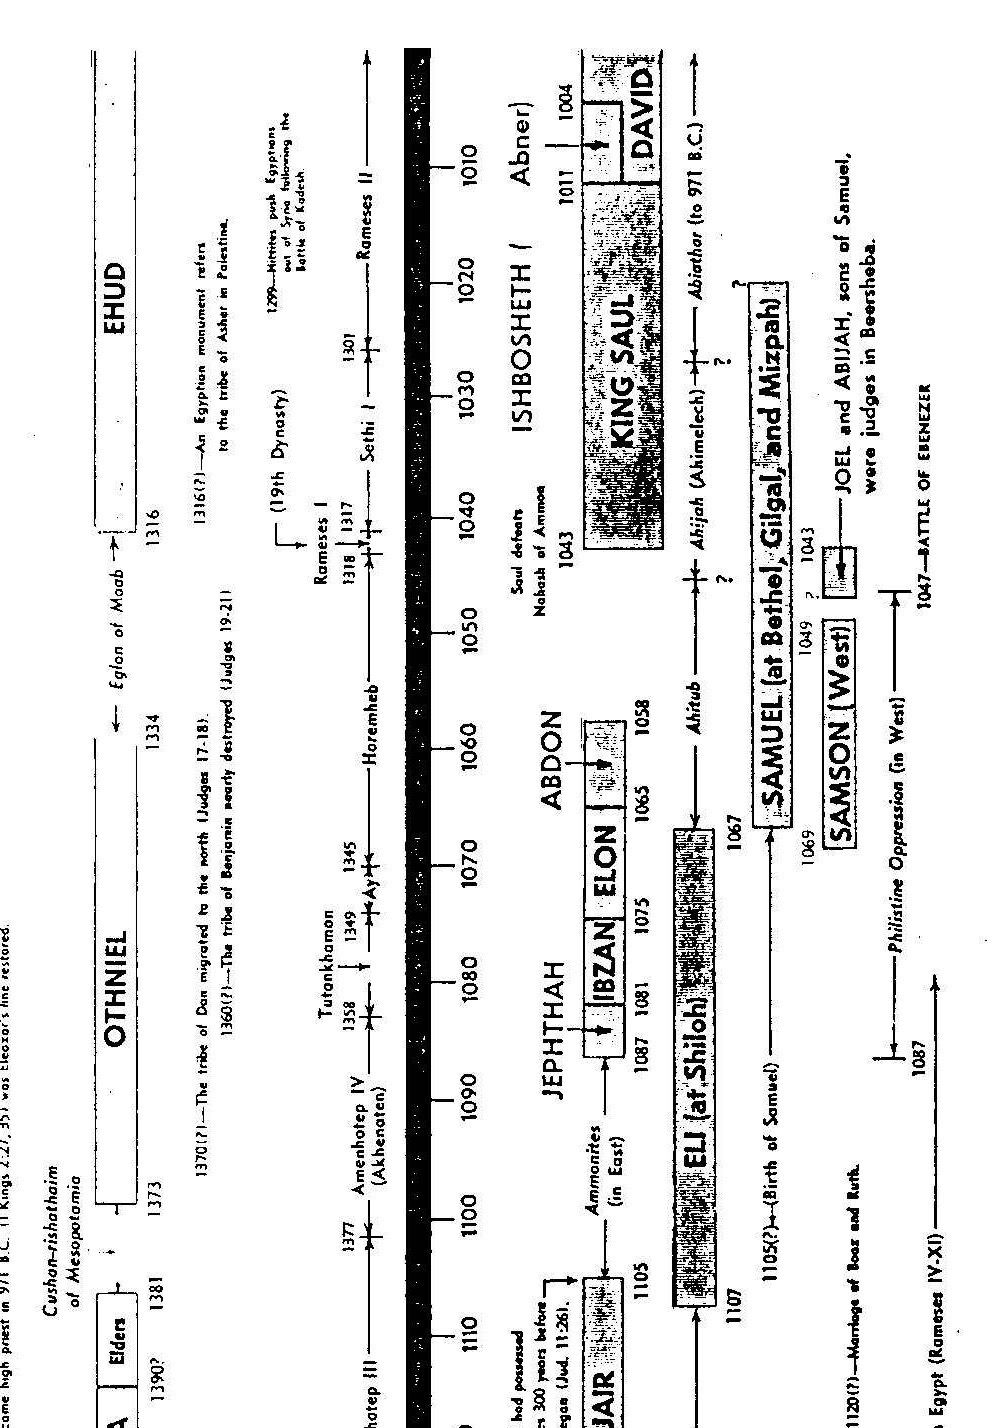 came high priest in 971 B.C. (I Kings 2:27, 35) was Eleazar's line restored.
Cushan-rishathaim
of Mesopotamia
A
Elders
OTHNIEL
Eglon of Moab
EHUD
1390?
1381
1373
1334
1316
1370(?)—The tribe of Dan migrated to the north (Judges 17-18).
1360(?)—The tribe of Benjamin nearly destroyed (Judges 19-21)
1316(?)—An Egyptian monument refers
to the tribe of Asher in Palestine.
1299—Hittites push Egyptians
out of Syria following the
Battle of Kadesh.
(19th Dynasty)
Tutankhamon
Rameses I
1377
1358
1349
1345
1318
1317
1301
hotep III
Amenhotep IV
(Akhenaten)
Ay
Haremheb
Sethi I
Rameses II
1110
1100
1090
1080
1070
1060
1050
1040
1030
1020
1010
had possessed
es 300 years before
egan (Jud. 11:26).
Saul defeats
Nahash of Ammon
JEPHTHAH
ABDON
ISHBOSHETH (
Abner)
1043
1011
1004
JAIR
Ammonites
(in East)
IBZAN
ELON
KING SAUL
DAVID
1105
1087
1081
1075
1065
1058
ELI (at Shiloh)
Ahitub
Ahijah (Ahimelech)
Abiathar (to 971 B.C.)
1107
1067
?
?
?
1105(?)
(Birth of Samuel)
SAMUEL (at Bethel, Gilgal, and Mizpah)
1069
1049
?
1043
SAMSON (West)
JOEL and ABIJAH, sons of Samuel,
were judges in Beersheba.
1120(?)—Marriage of Boaz and Ruth.
Philistine Oppression (in West)
1087
1047—BATTLE OF EBENEZER
Egypt (Rameses IV-XI)